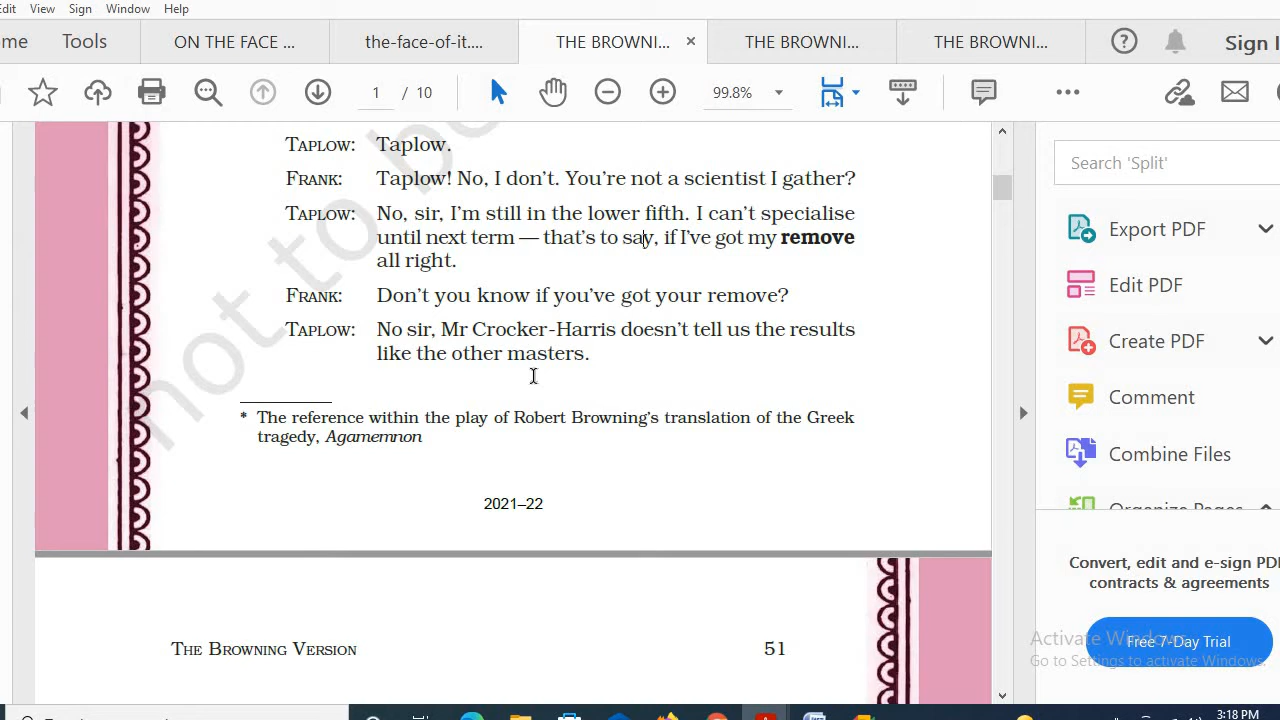 Edit View Sign Window Help
Tools ON THE FACE ... the-face-of-it.... THE BROWNI... × THE BROWNI... THE BROWNI... ? Sign I
1 / 10 99.8%
not to b
TAPLOW: Taplow.
FRANK: Taplow! No, I don't. You're not a scientist I gather?
TAPLOW: No, sir, I'm still in the lower fifth. I can't specialise
until next term — that's to say, if I've got my remove
all right.
FRANK: Don't you know if you've got your remove?
TAPLOW: No sir, Mr Crocker-Harris doesn't tell us the results
like the other masters.
* The reference within the play of Robert Browning's translation of the Greek
tragedy, Agamemnon
2021–22
THE BROWNING VERSION 51
Search 'Split'
Export PDF
Edit PDF
Create PDF
Comment
Combine Files
Organize Pages
Convert, edit and e-sign PDF
contracts & agreements
Free 7-Day Trial
Activate Windows
Go to Settings to activate Windows.
3:18 PM